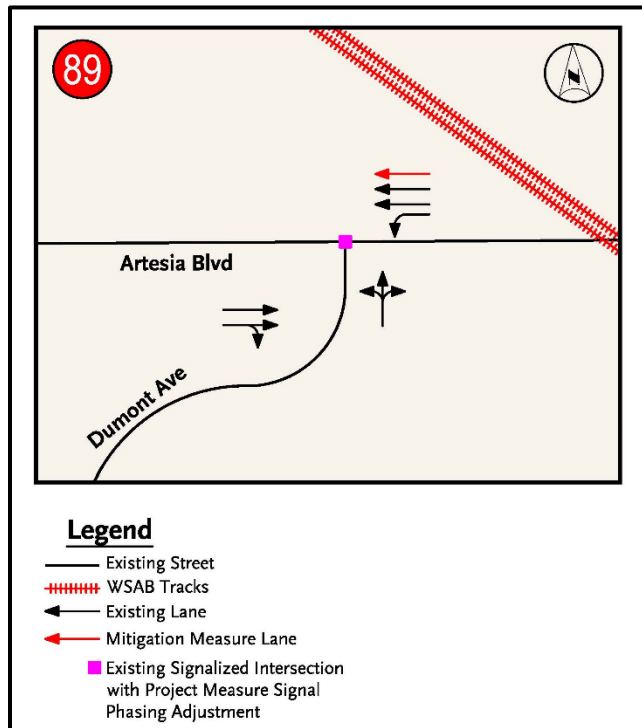 89
N
Artesia Blvd
Dumont Ave
Legend
Existing Street
WSAB Tracks
Existing Lane
Mitigation Measure Lane
Existing Signalized Intersection
with Project Measure Signal
Phasing Adjustment